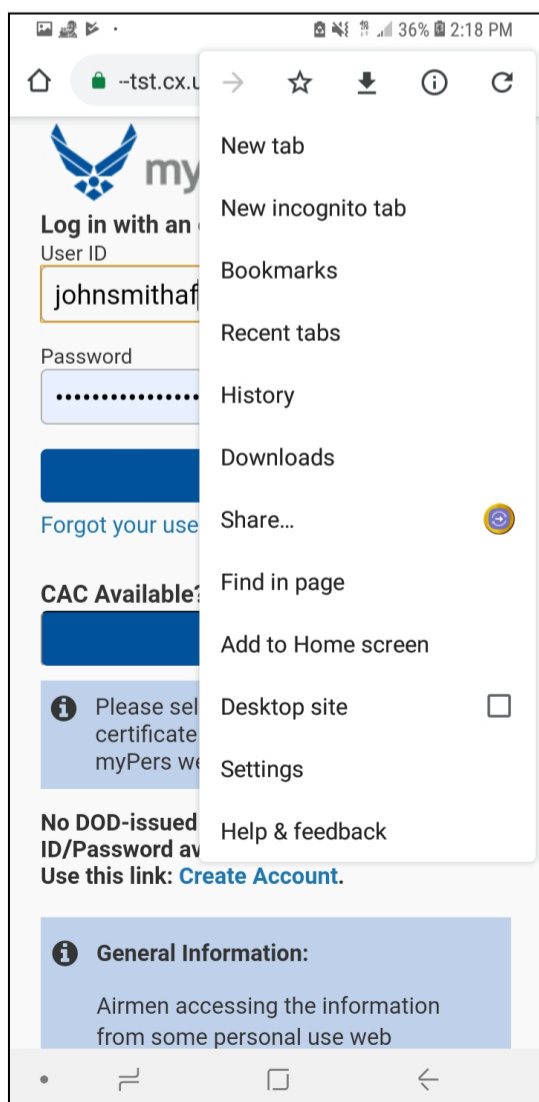 36% 2:18 PM
--tst.cx.u
New tab
New incognito tab
Bookmarks
Recent tabs
History
Downloads
Share...
Find in page
Add to Home screen
Desktop site
Settings
Help & feedback
my
Log in with an
User ID
johnsmithaf
Password
••••••••••••••••
Forgot your use
CAC Available?
Please sel
certificate
myPers we
No DOD-issued
ID/Password av
Use this link: Create Account.
General Information:
Airmen accessing the information
from some personal use web